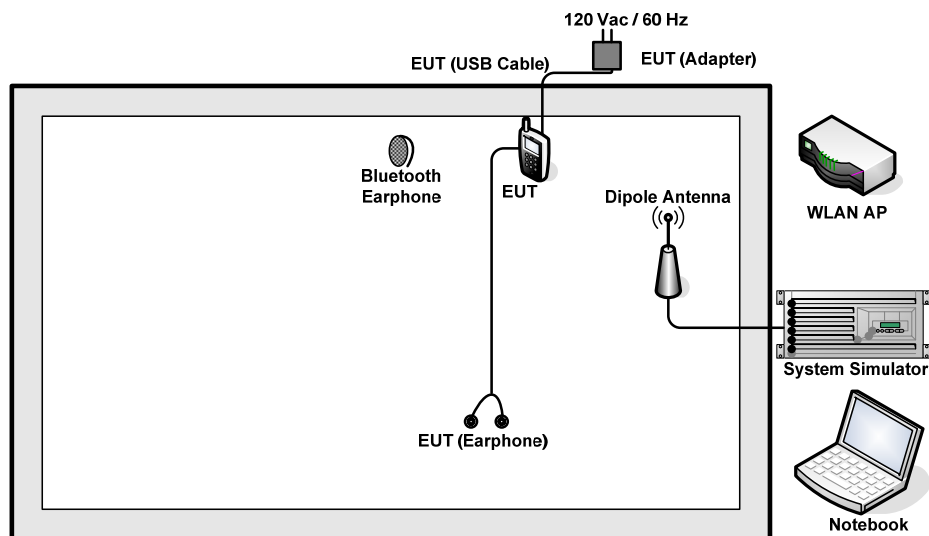 120 Vac / 60 Hz
EUT (USB Cable)
EUT (Adapter)
Bluetooth
Earphone
EUT
Dipole Antenna
WLAN AP
System Simulator
EUT (Earphone)
Notebook